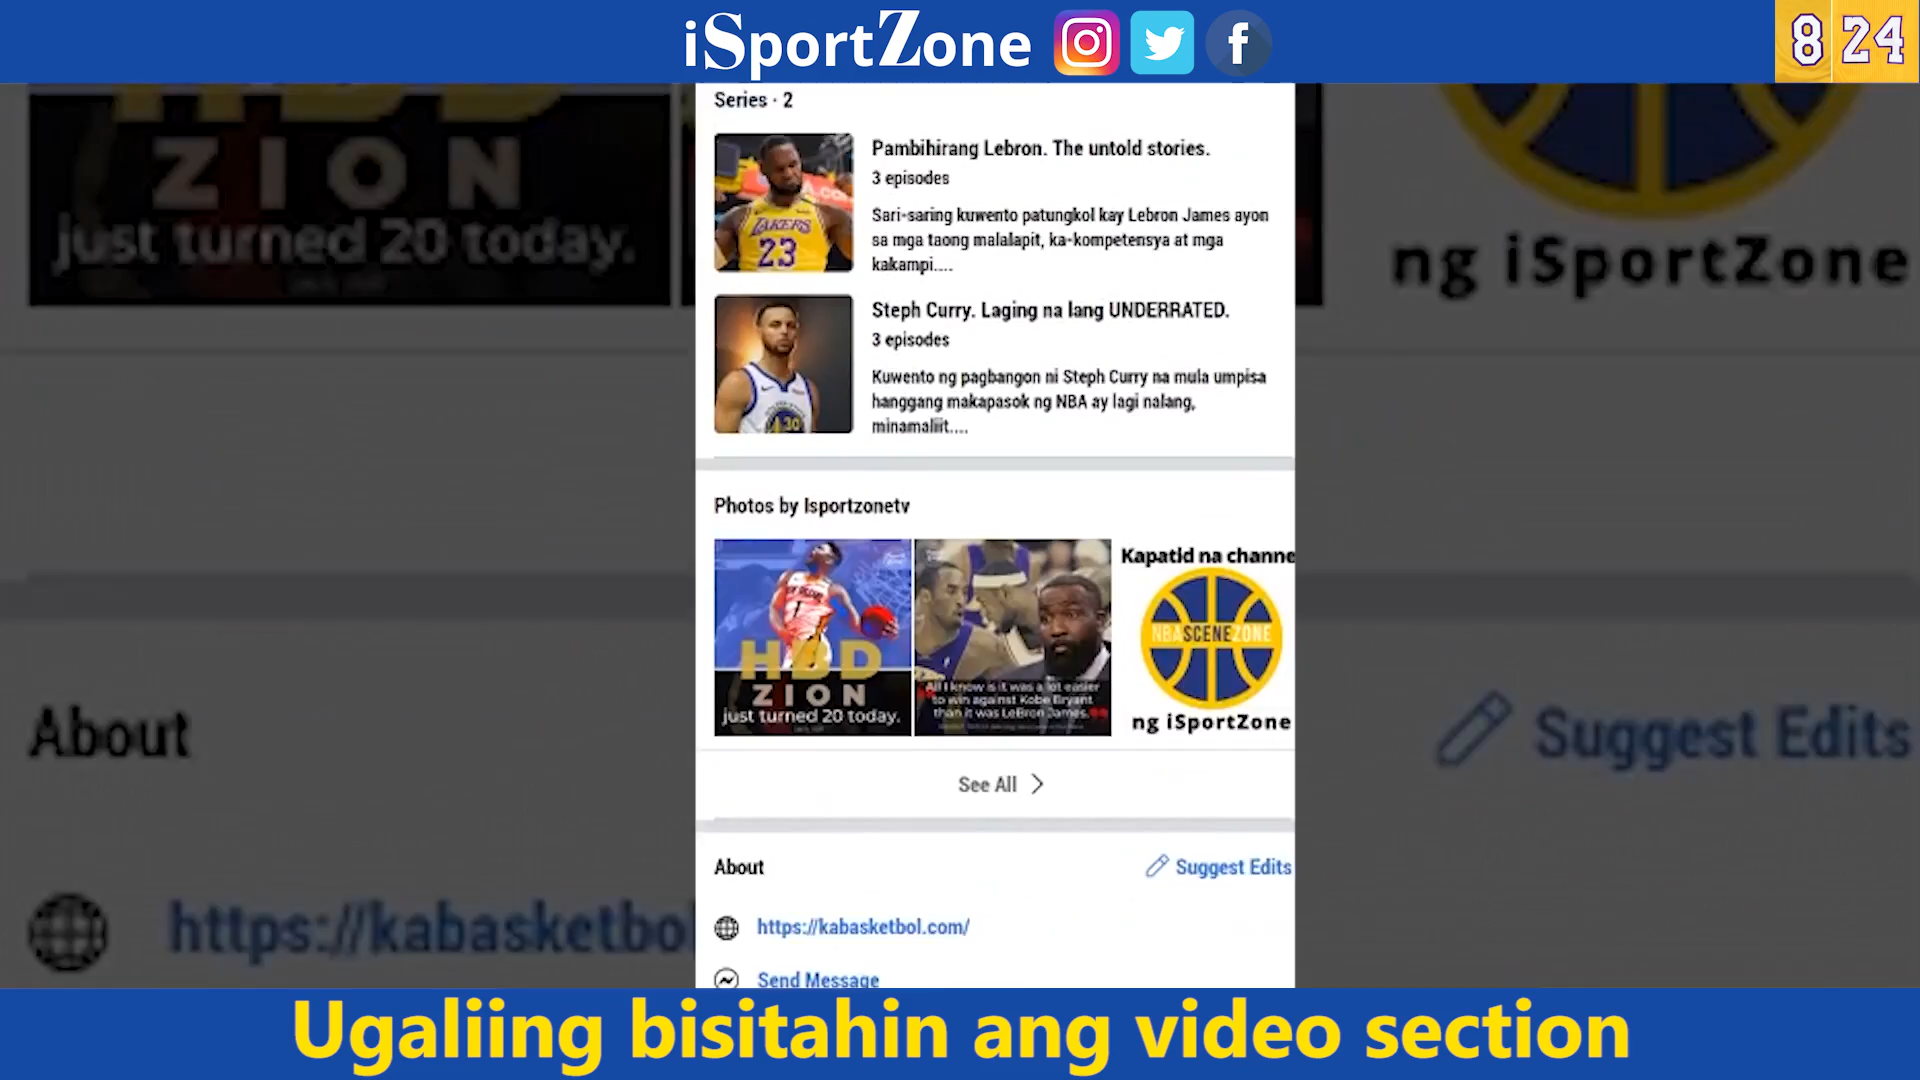 iSportZone
8 24
Series · 2
Pambihirang Lebron. The untold stories.
3 episodes
Sari-saring kuwento patungkol kay Lebron James ayon
sa mga taong malalapit, ka-kompetensya at mga
kakampi....
LAKERS
23
Steph Curry. Laging na lang UNDERRATED.
3 episodes
Kuwento ng pagbangon ni Steph Curry na mula umpisa
hanggang makapasok ng NBA ay lagi nalang,
minamaliit....
30
Photos by Isportzonetv
1
HBD
ZION
just turned 20 today.
All I know is it was a lot easier
to win against Kobe Bryant
than it was LeBron James.
Kapatid na channe
NBASCENEZONE
ng iSportZone
See All
About
Suggest Edits
https://kabasketbol.com/
Send Message
ZION
just turned 20 today.
ng iSportZone
About
Suggest Edits
https://kabasketbol
Ugaliing bisitahin ang video section